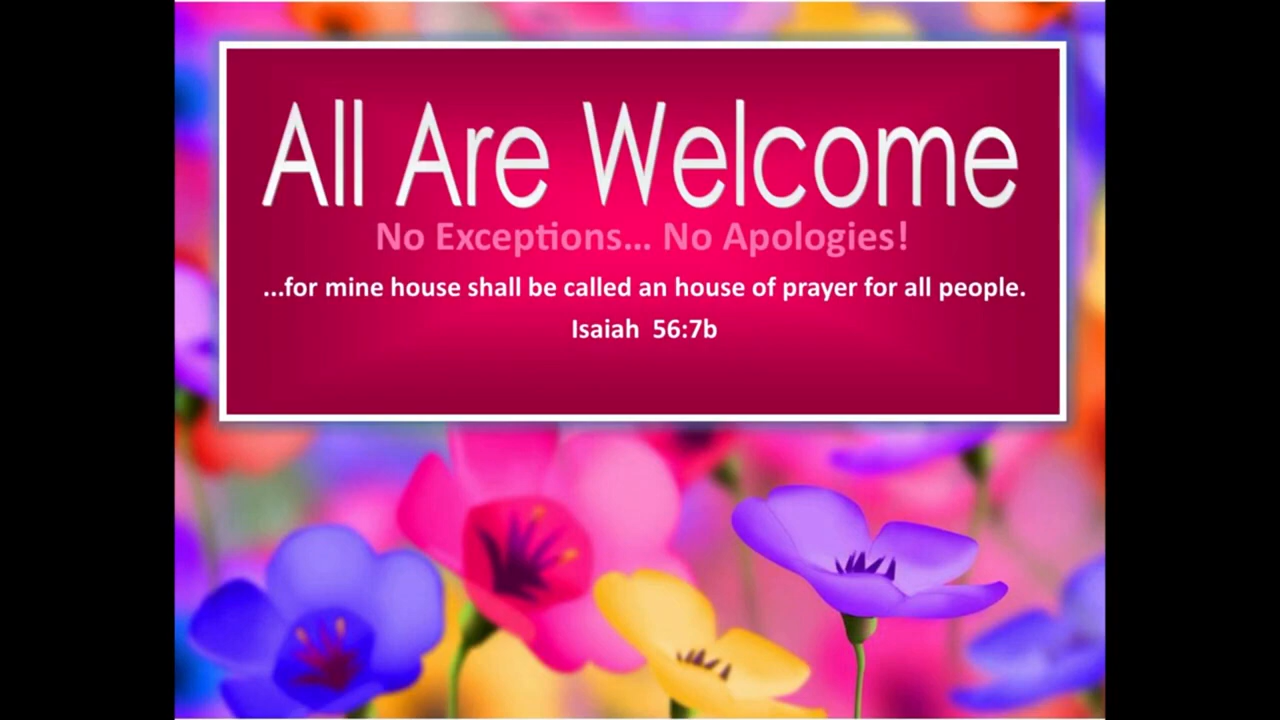 All Are Welcome
No Exceptions... No Apologies!
...for mine house shall be called an house of prayer for all people.
Isaiah  56:7b